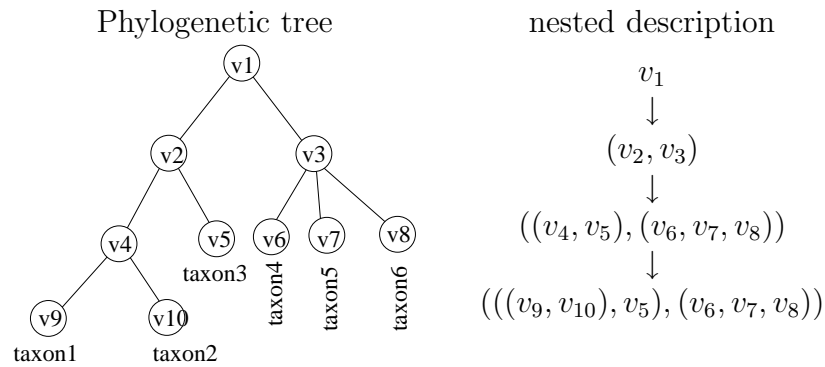 Phylogenetic tree
nested description
v1
v2
v3
v4
v5
v6
v7
v8
taxon3
taxon4
taxon5
taxon6
v9
v10
taxon1
taxon2
v₁
↓
(v₂, v₃)
↓
((v₄, v₅), (v₆, v₇, v₈))
↓
(((v₉, v₁₀), v₅), (v₆, v₇, v₈))